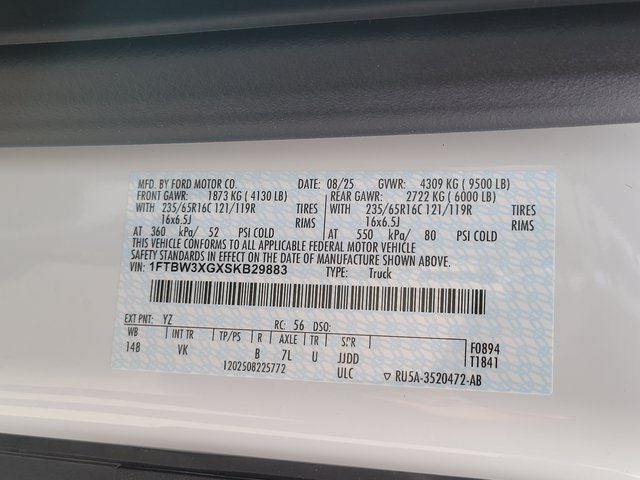 MFD. BY FORD MOTOR CO. DATE: 08/25 GVWR: 4309 KG ( 9500 LB)
FRONT GAWR: 1873 KG ( 4130 LB) REAR GAWR: 2722 KG ( 6000 LB)
WITH 235/65R16C 121/119R TIRES WITH 235/65R16C 121/119R TIRES
16x6.5J RIMS 16x6.5J RIMS
AT 360 kPa/ 52 PSI COLD AT 550 kPa/ 80 PSI COLD
THIS VEHICLE CONFORMS TO ALL APPLICABLE FEDERAL MOTOR VEHICLE
SAFETY STANDARDS IN EFFECT ON THE DATE OF MANUFACTURE SHOWN ABOVE.
VIN: 1FTBW3XGXSKB29883 TYPE: Truck
EXT PNT: YZ RC: 56 DSO:
WB INT TR TP/PS R AXLE TR SPR F0894
14B VK B 7L U JJDD T1841
1202508225772 ULC ▽ RU5A-3520472-AB